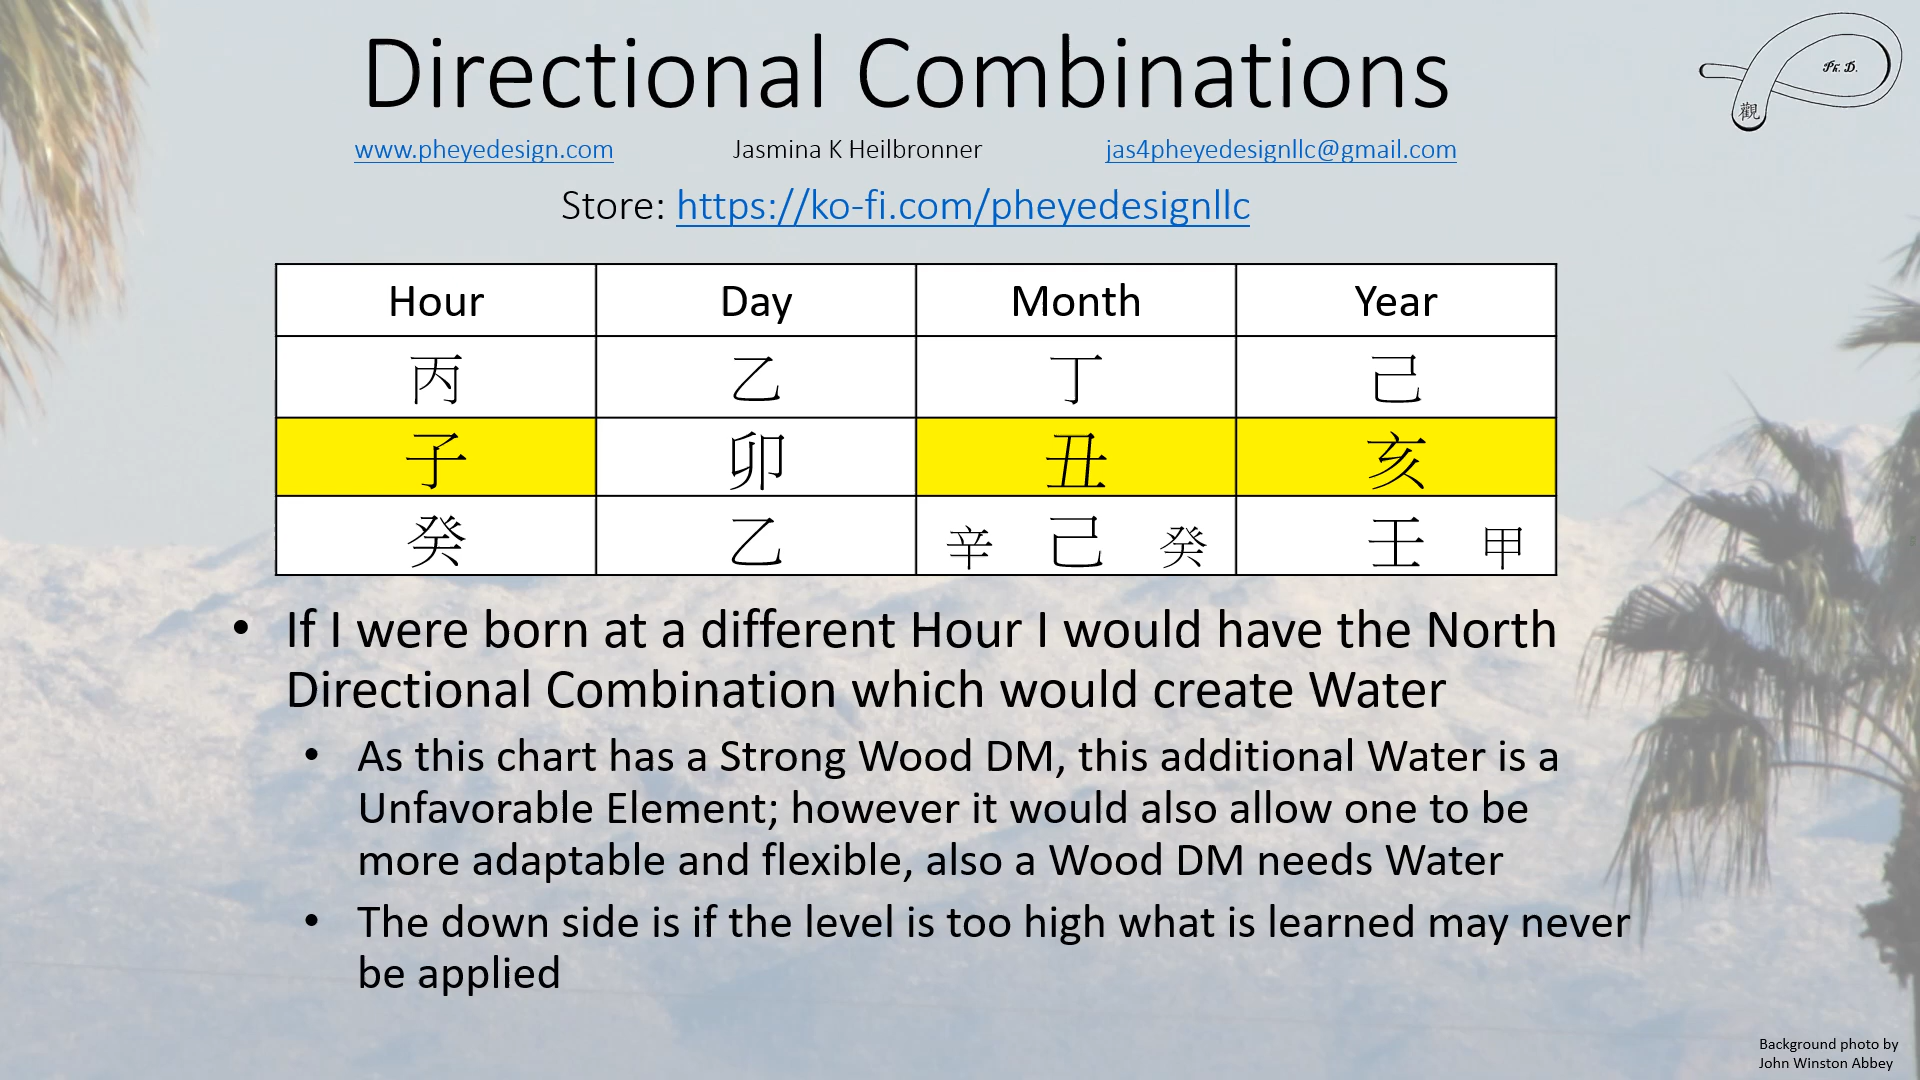 Directional Combinations
Ph. D.
觀
www.pheyedesign.com Jasmina K Heilbronner jas4pheyedesignllc@gmail.com
Store: https://ko-fi.com/pheyedesignllc
Hour Day Month Year
丙 乙 丁 己
子 卯 丑 亥
癸 乙 辛 己 癸 壬 甲
• If I were born at a different Hour I would have the North
Directional Combination which would create Water
• As this chart has a Strong Wood DM, this additional Water is a
Unfavorable Element; however it would also allow one to be
more adaptable and flexible, also a Wood DM needs Water
• The down side is if the level is too high what is learned may never
be applied
Background photo by
John Winston Abbey